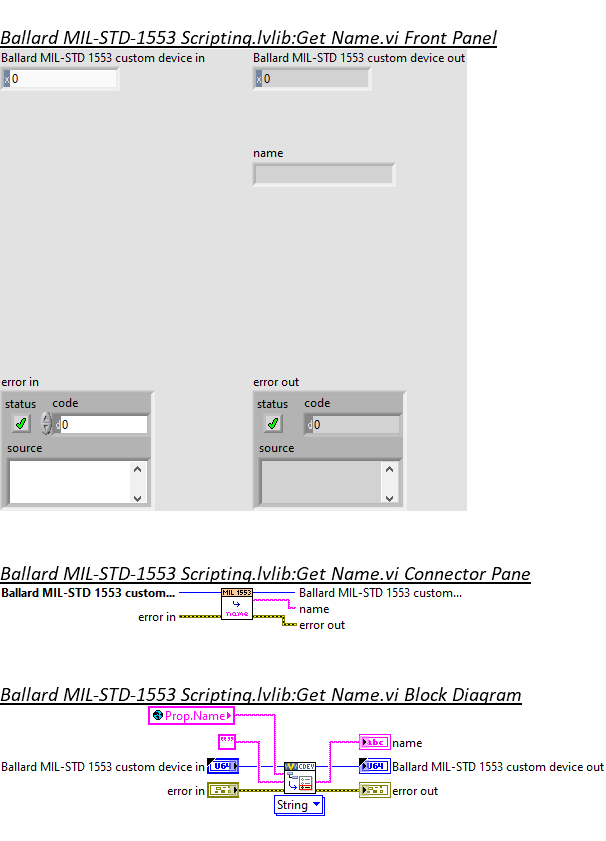 Ballard MIL-STD-1553 Scripting.lvlib:Get Name.vi Front Panel
Ballard MIL-STD 1553 custom device in
Ballard MIL-STD 1553 custom device out
x 0
x 0
name
error in
error out
status code
status code
d 0
d 0
source
source
Ballard MIL-STD-1553 Scripting.lvlib:Get Name.vi Connector Pane
Ballard MIL-STD 1553 custom...
MIL 1553
name
Ballard MIL-STD 1553 custom...
name
error in
error out
Ballard MIL-STD-1553 Scripting.lvlib:Get Name.vi Block Diagram
Prop.Name
""
abc
name
Ballard MIL-STD 1553 custom device in
U64
CDEV
U64
Ballard MIL-STD 1553 custom device out
error in
error out
String